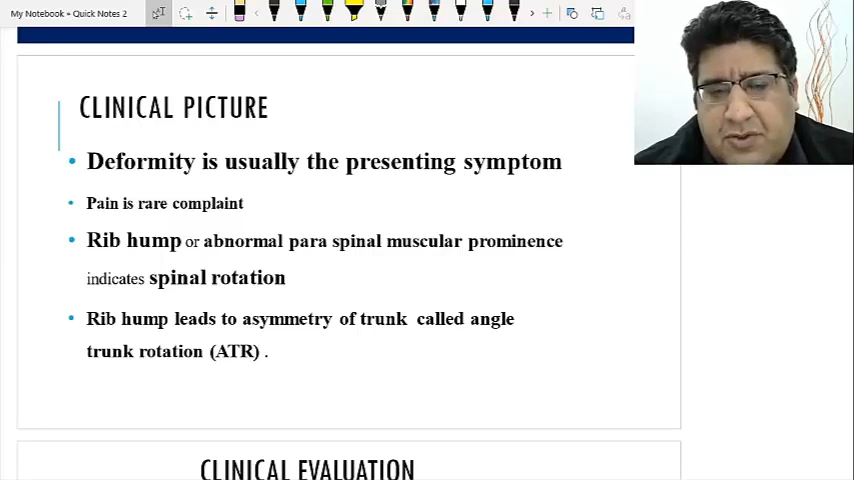 My Notebook » Quick Notes 2
CLINICAL PICTURE
• Deformity is usually the presenting symptom
• Pain is rare complaint
• Rib hump or abnormal para spinal muscular prominence
indicates spinal rotation
• Rib hump leads to asymmetry of trunk called angle
trunk rotation (ATR) .
CLINICAL EVALUATION